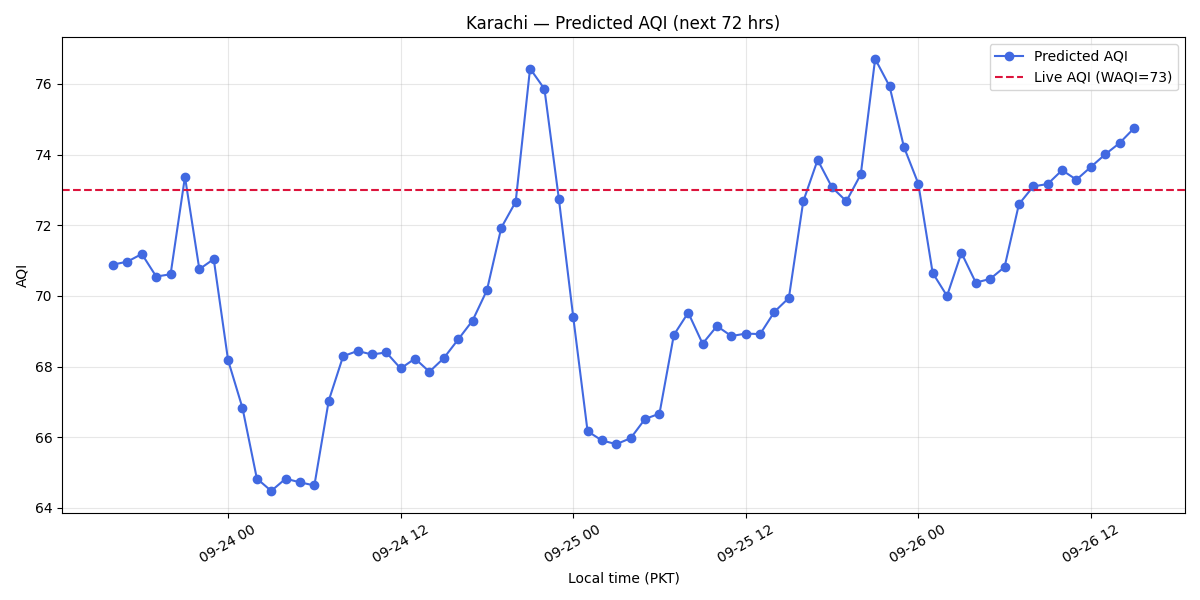 Karachi — Predicted AQI (next 72 hrs)
Predicted AQI
Live AQI (WAQI=73)
AQI
76
74
72
70
68
66
64
09-24 00
09-24 12
09-25 00
09-25 12
09-26 00
09-26 12
Local time (PKT)